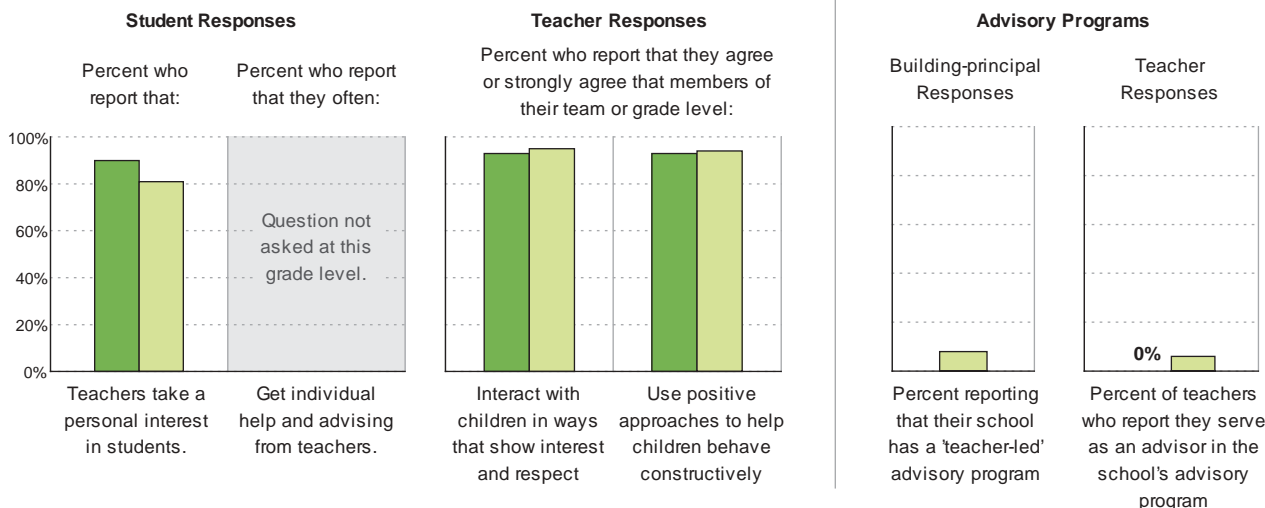 Student Responses
Percent who
report that:
Percent who report
that they often:
100%
80%
60%
40%
20%
0%
Question not
asked at this
grade level.
Teachers take a
personal interest
in students.
Get individual
help and advising
from teachers.
Teacher Responses
Percent who report that they agree
or strongly agree that members of
their team or grade level:
Interact with
children in ways
that show interest
and respect
Use positive
approaches to help
children behave
constructively
Advisory Programs
Building-principal
Responses
Teacher
Responses
0%
Percent reporting
that their school
has a 'teacher-led’
advisory program
Percent of teachers
who report they serve
as an advisor in the
school’s advisory
program